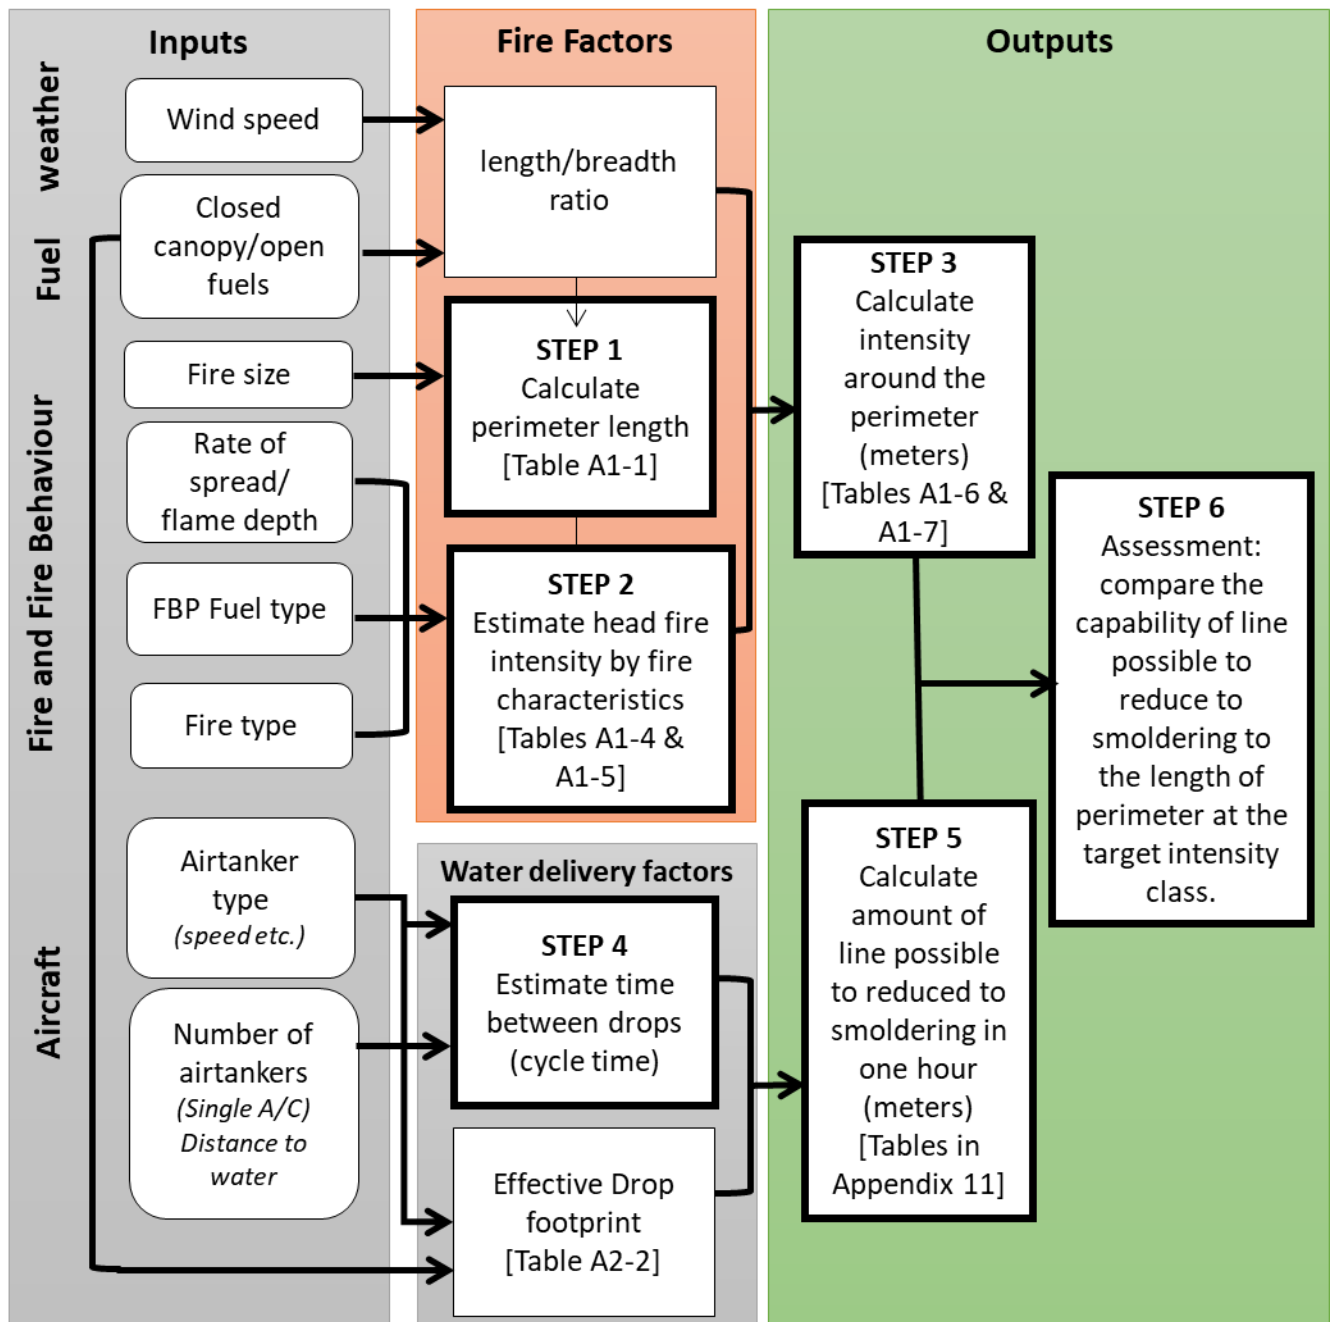 Inputs
weather
Wind speed
Fuel
Closed
canopy/open
fuels
Fire and Fire Behaviour
Fire size
Rate of
spread/
flame depth
FBP Fuel type
Fire type
Aircraft
Airtanker
type
(speed etc.)
Number of
airtankers
(Single A/C)
Distance to
water
Fire Factors
length/breadth
ratio
STEP 1
Calculate
perimeter length
[Table A1-1]
STEP 2
Estimate head fire
intensity by fire
characteristics
[Tables A1-4 &
A1-5]
Water delivery factors
STEP 4
Estimate time
between drops
(cycle time)
Effective Drop
footprint
[Table A2-2]
Outputs
STEP 3
Calculate
intensity
around the
perimeter
(meters)
[Tables A1-6 &
A1-7]
STEP 5
Calculate
amount of
line possible
to reduced to
smoldering in
one hour
(meters)
[Tables in
Appendix 11]
STEP 6
Assessment:
compare the
capability of line
possible to
reduce to
smoldering to
the length of
perimeter at the
target intensity
class.